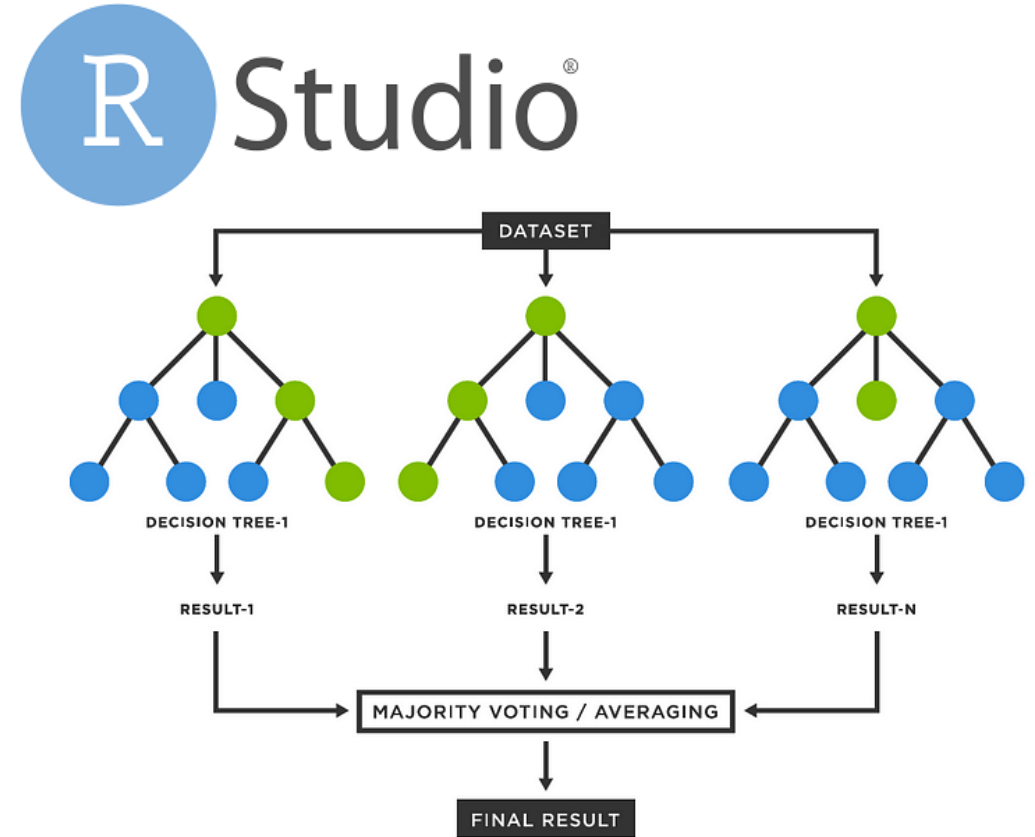 R Studio®
DATASET
DECISION TREE-1 DECISION TREE-1 DECISION TREE-1
RESULT-1 RESULT-2 RESULT-N
MAJORITY VOTING / AVERAGING
FINAL RESULT